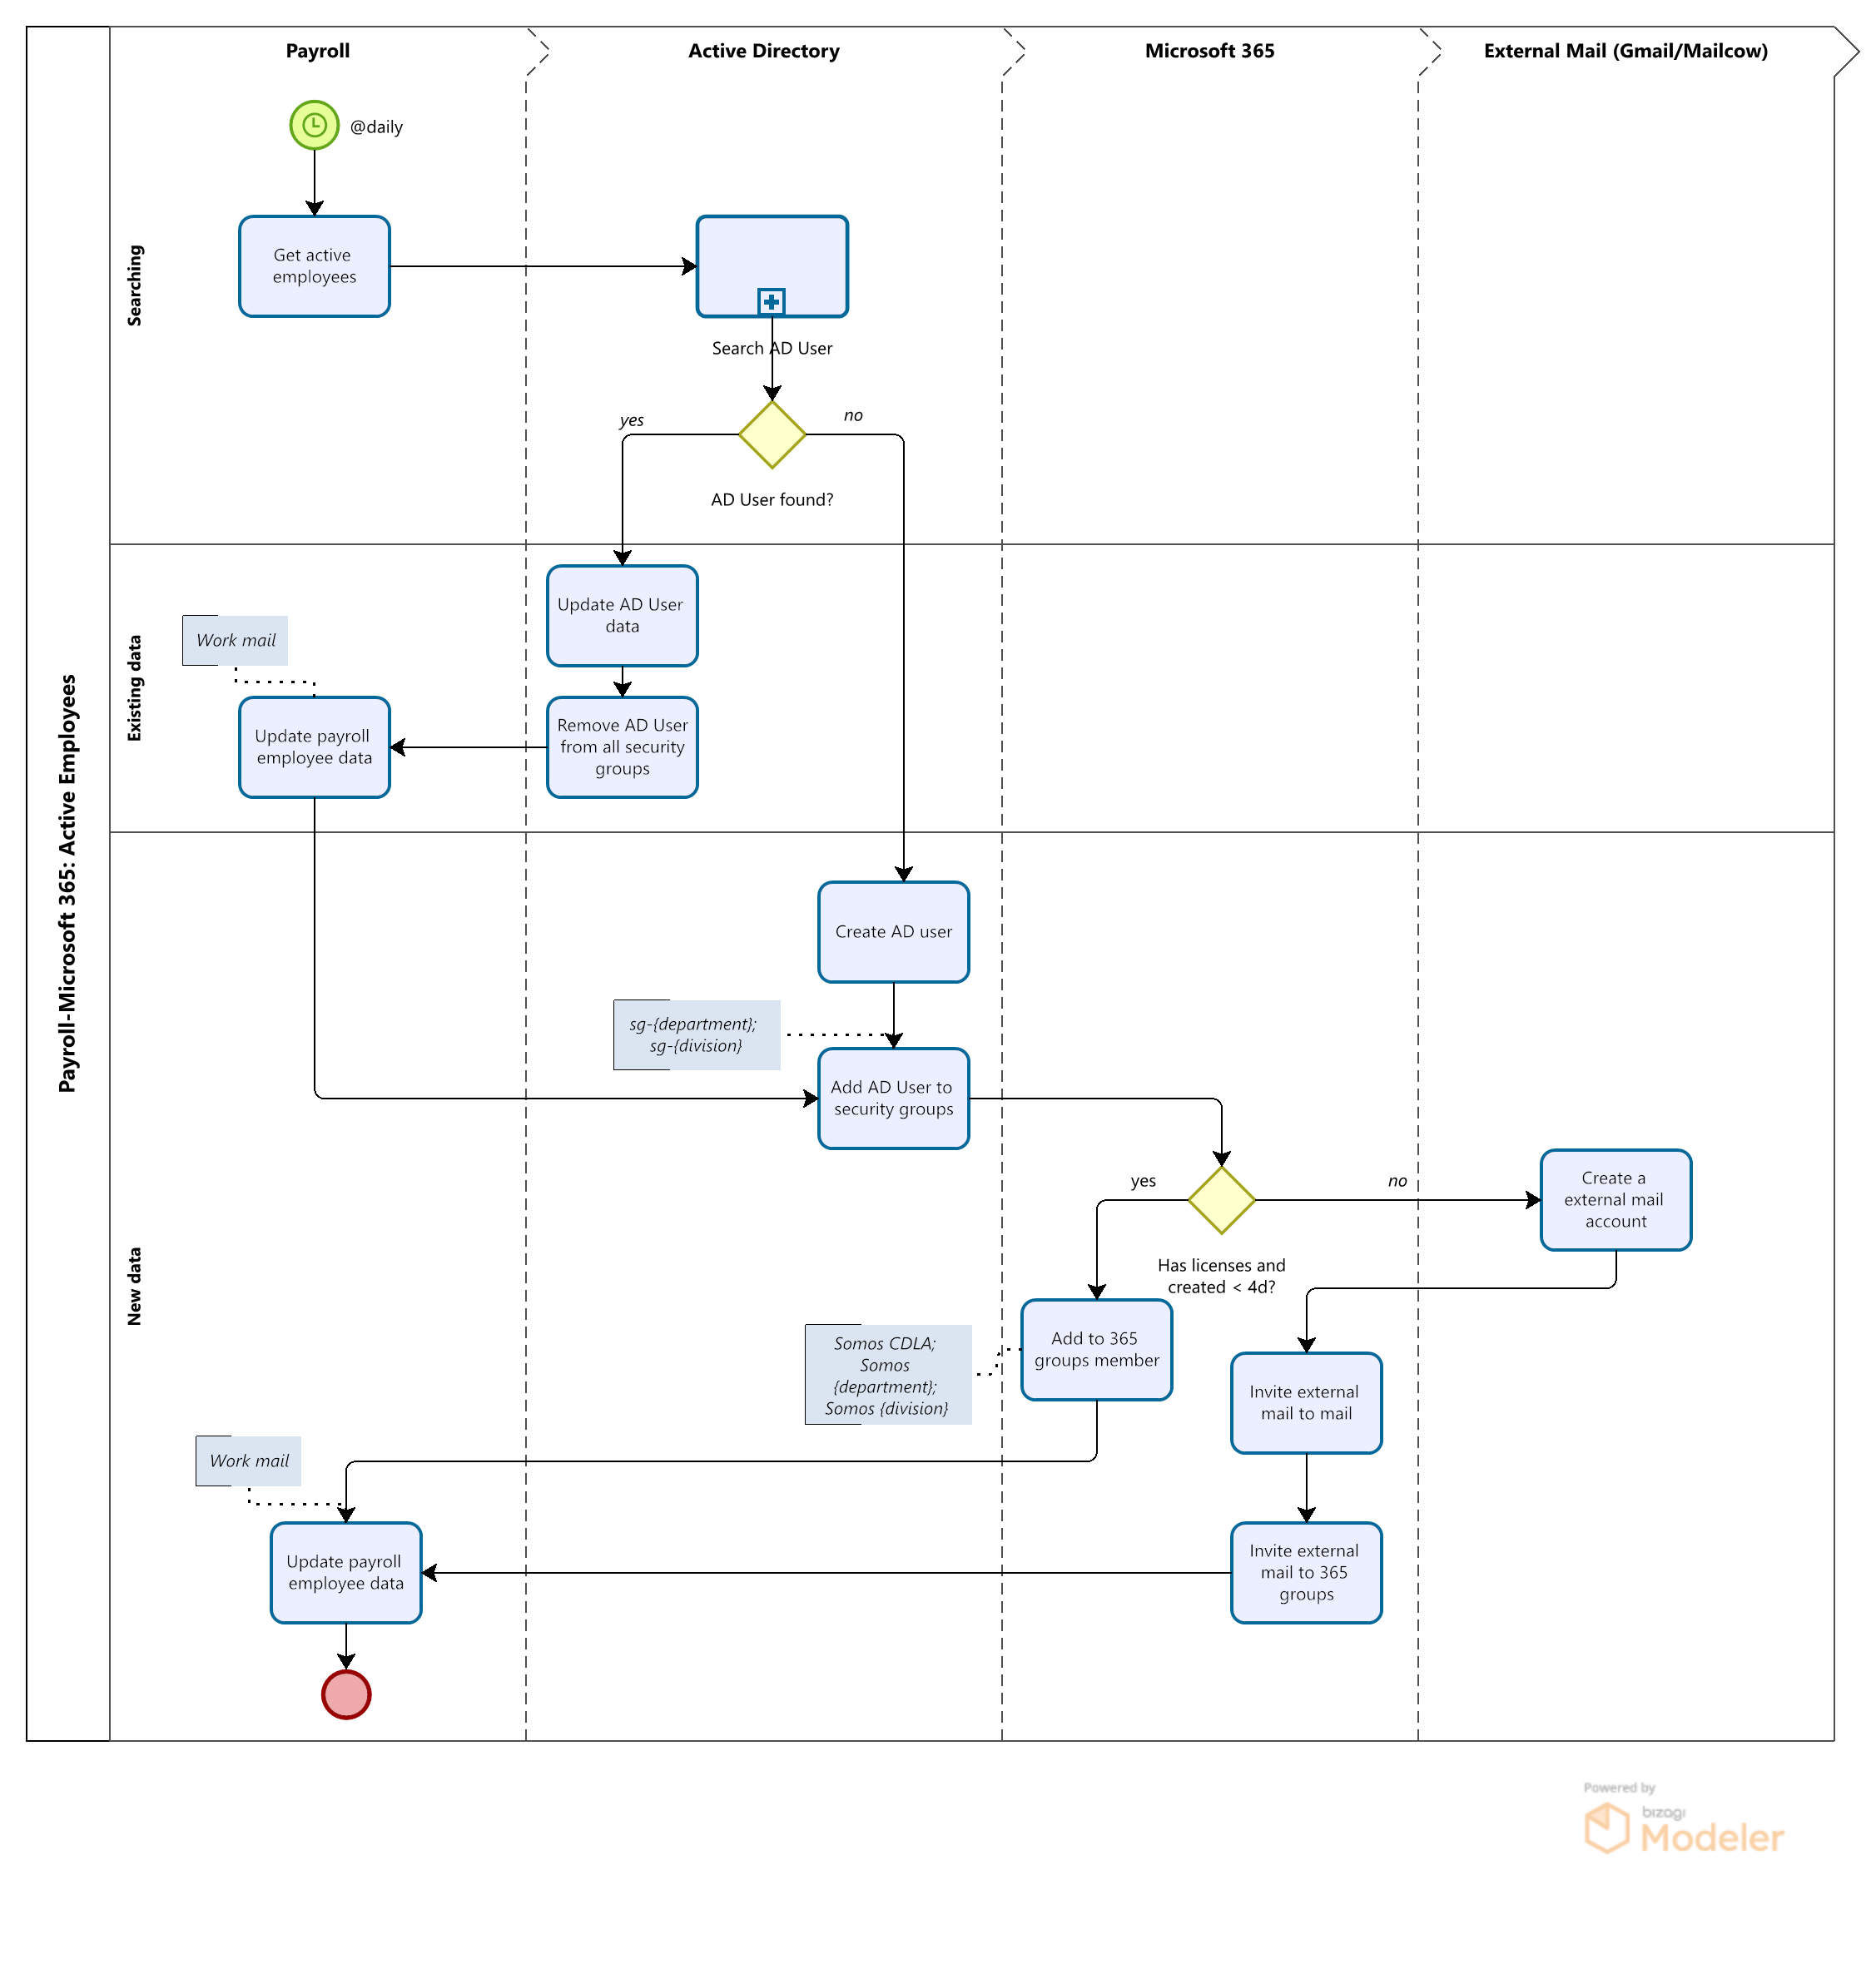 Payroll-Microsoft 365: Active Employees
Payroll
Active Directory
Microsoft 365
External Mail (Gmail/Mailcow)
Searching
@daily
Get active
employees
Search AD User
yes
no
AD User found?
Existing data
Update AD User
data
Work mail
Update payroll
employee data
Remove AD User
from all security
groups
New data
Create AD user
sg-{department};
sg-{division}
Add AD User to
security groups
yes
no
Has licenses and
created < 4d?
Create a
external mail
account
Somos CDLA;
Somos
{department};
Somos {division}
Add to 365
groups member
Invite external
mail to mail
Work mail
Update payroll
employee data
Invite external
mail to 365
groups
Powered by
bizagi
Modeler